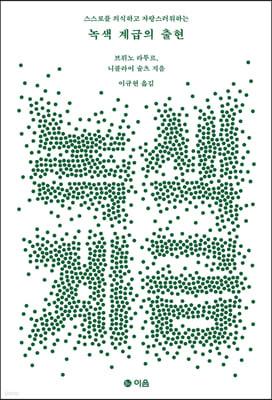 스스로를 의식하고 자랑스러워하는
녹색 계급의 출현
브뤼노 라투르,
니콜라이 슐츠 지음
이규현 옮김
녹색
계급
이음